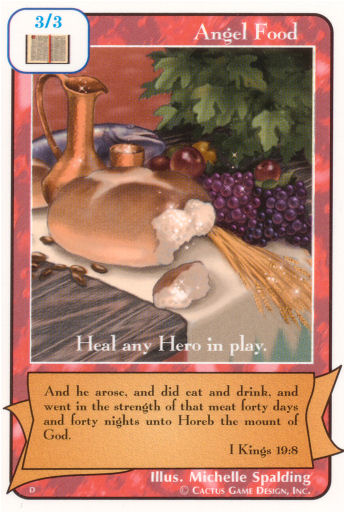 3/3
Angel Food
Heal any Hero in play.
And he arose, and did eat and drink, and
went in the strength of that meat forty days
and forty nights unto Horeb the mount of
God.
I Kings 19:8
Illus. Michelle Spalding
D
© Cactus Game Design, Inc.